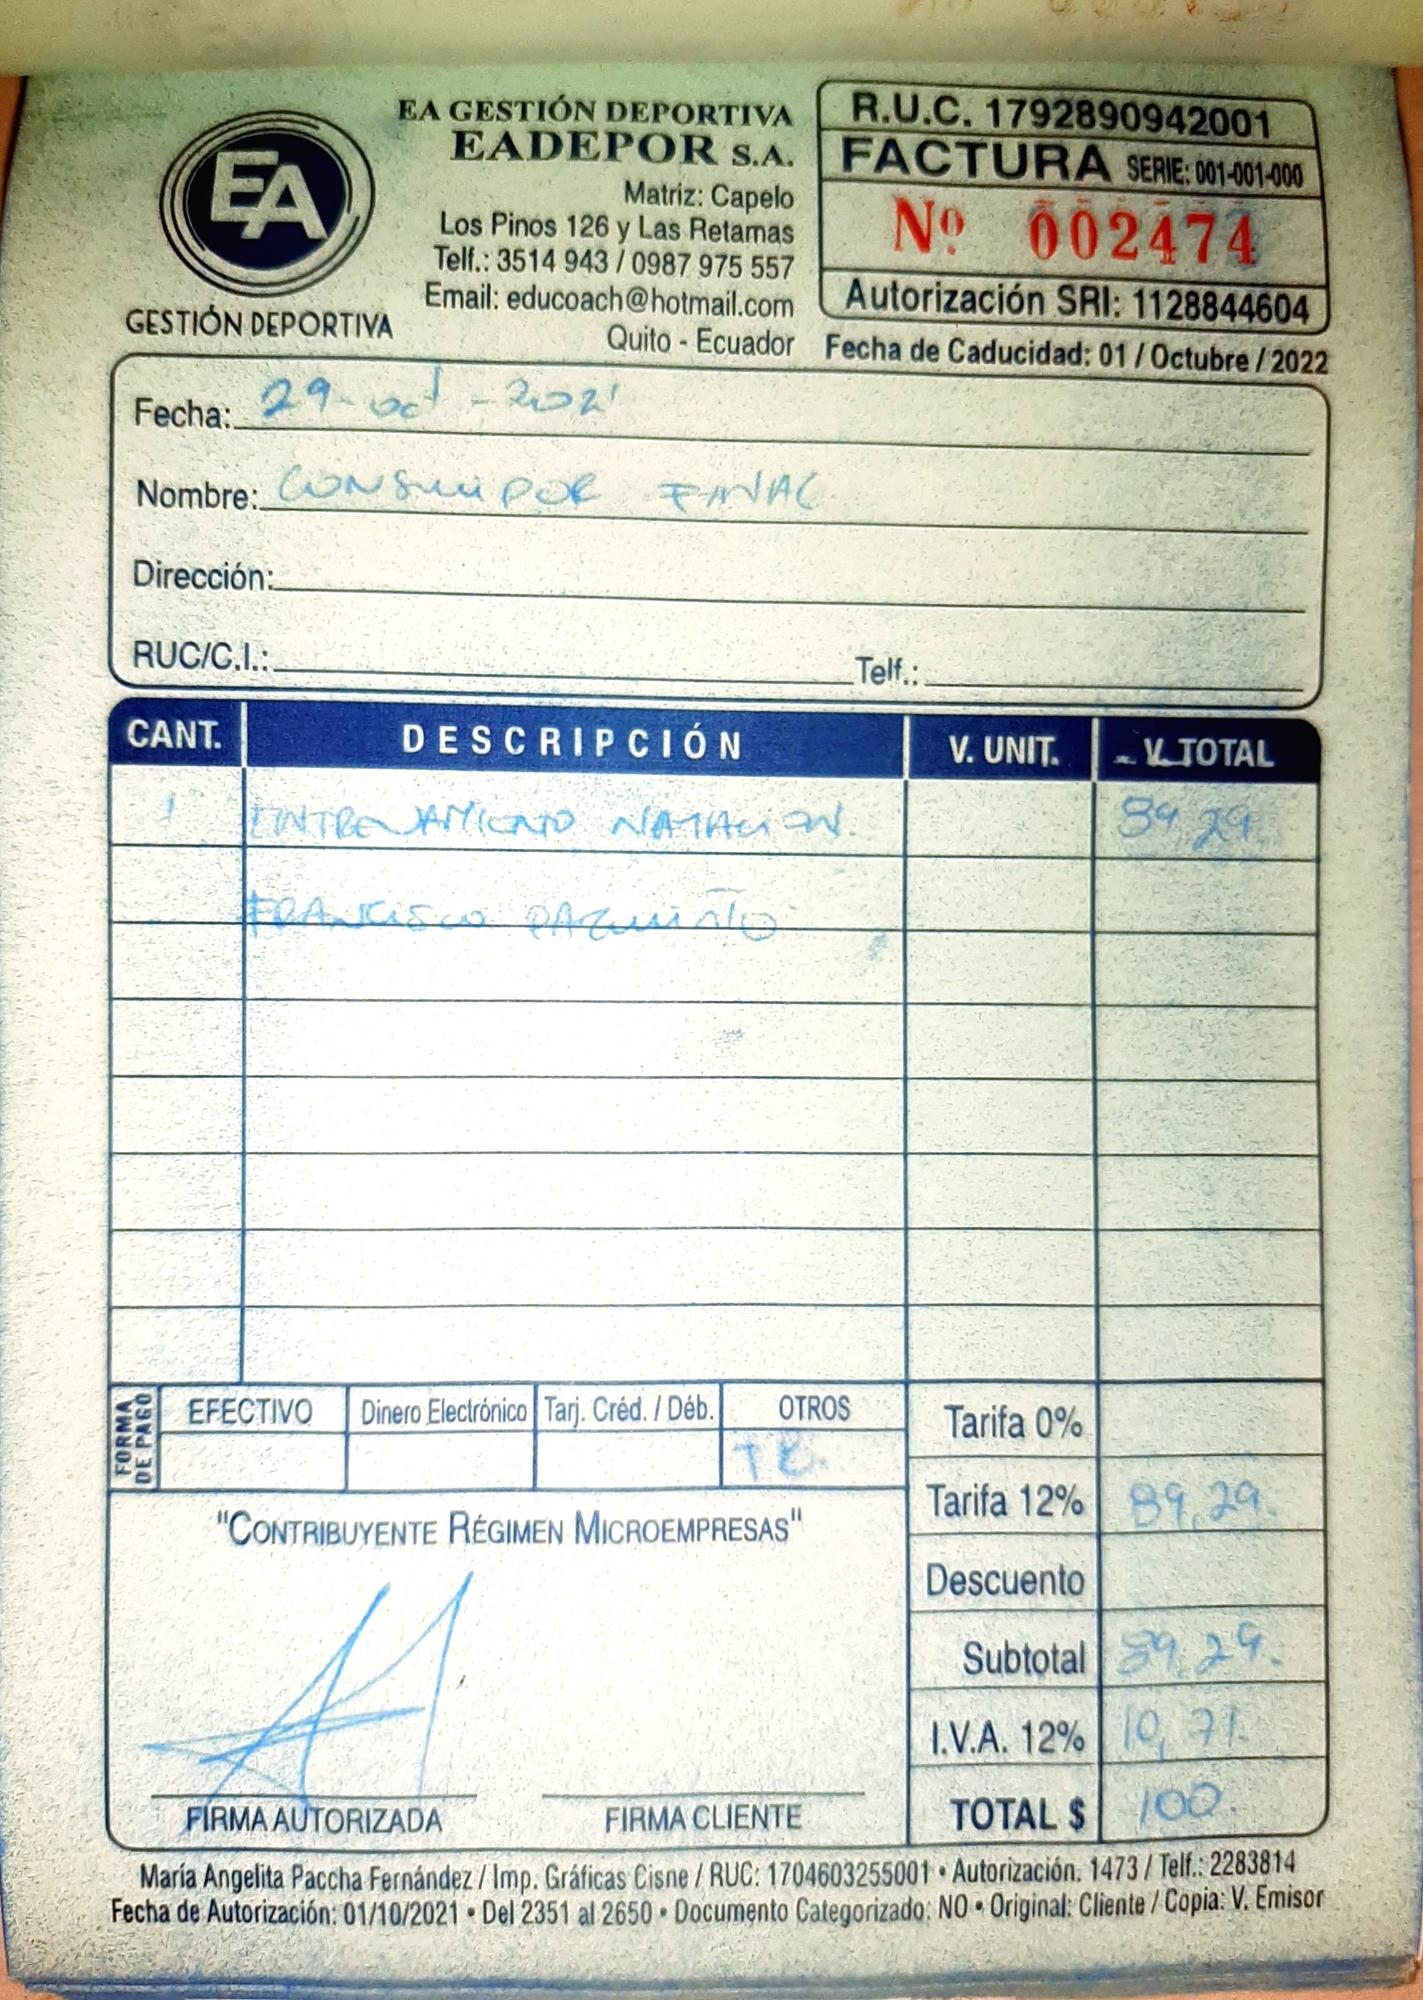 EA
GESTIÓN DEPORTIVA
EA GESTIÓN DEPORTIVA
EADEPOR S.A.
Matriz: Capelo
Los Pinos 126 y Las Retamas
Telf.: 3514 943 / 0987 975 557
Email: educoach@hotmail.com
Quito - Ecuador
R.U.C. 1792890942001
FACTURA SERIE: 001-001-000
Nº 002474
Autorización SRI: 1128844604
Fecha de Caducidad: 01 / Octubre / 2022
Fecha: 29-oct-2021
Nombre: CONSUMIDOR FINAL
Dirección:
RUC/C.I.: Telf.:
CANT. DESCRIPCIÓN V. UNIT. V. TOTAL
1 ENTRENAMIENTO NATACION. 89,29.
FRANCISCO PAZMIÑO
FORMA DE PAGO
EFECTIVO Dinero Electrónico Tarj. Créd. / Déb. OTROS
TB.
Tarifa 0%
Tarifa 12% 89,29.
Descuento
Subtotal 89,29.
I.V.A. 12% 10,71.
TOTAL $ 100.
"CONTRIBUYENTE RÉGIMEN MICROEMPRESAS"
FIRMA AUTORIZADA FIRMA CLIENTE
María Angelita Paccha Fernández / Imp. Gráficas Cisne / RUC: 1704603255001 • Autorización. 1473 / Telf.: 2283814
Fecha de Autorización: 01/10/2021 • Del 2351 al 2650 • Documento Categorizado: NO • Original: Cliente / Copia: V. Emisor